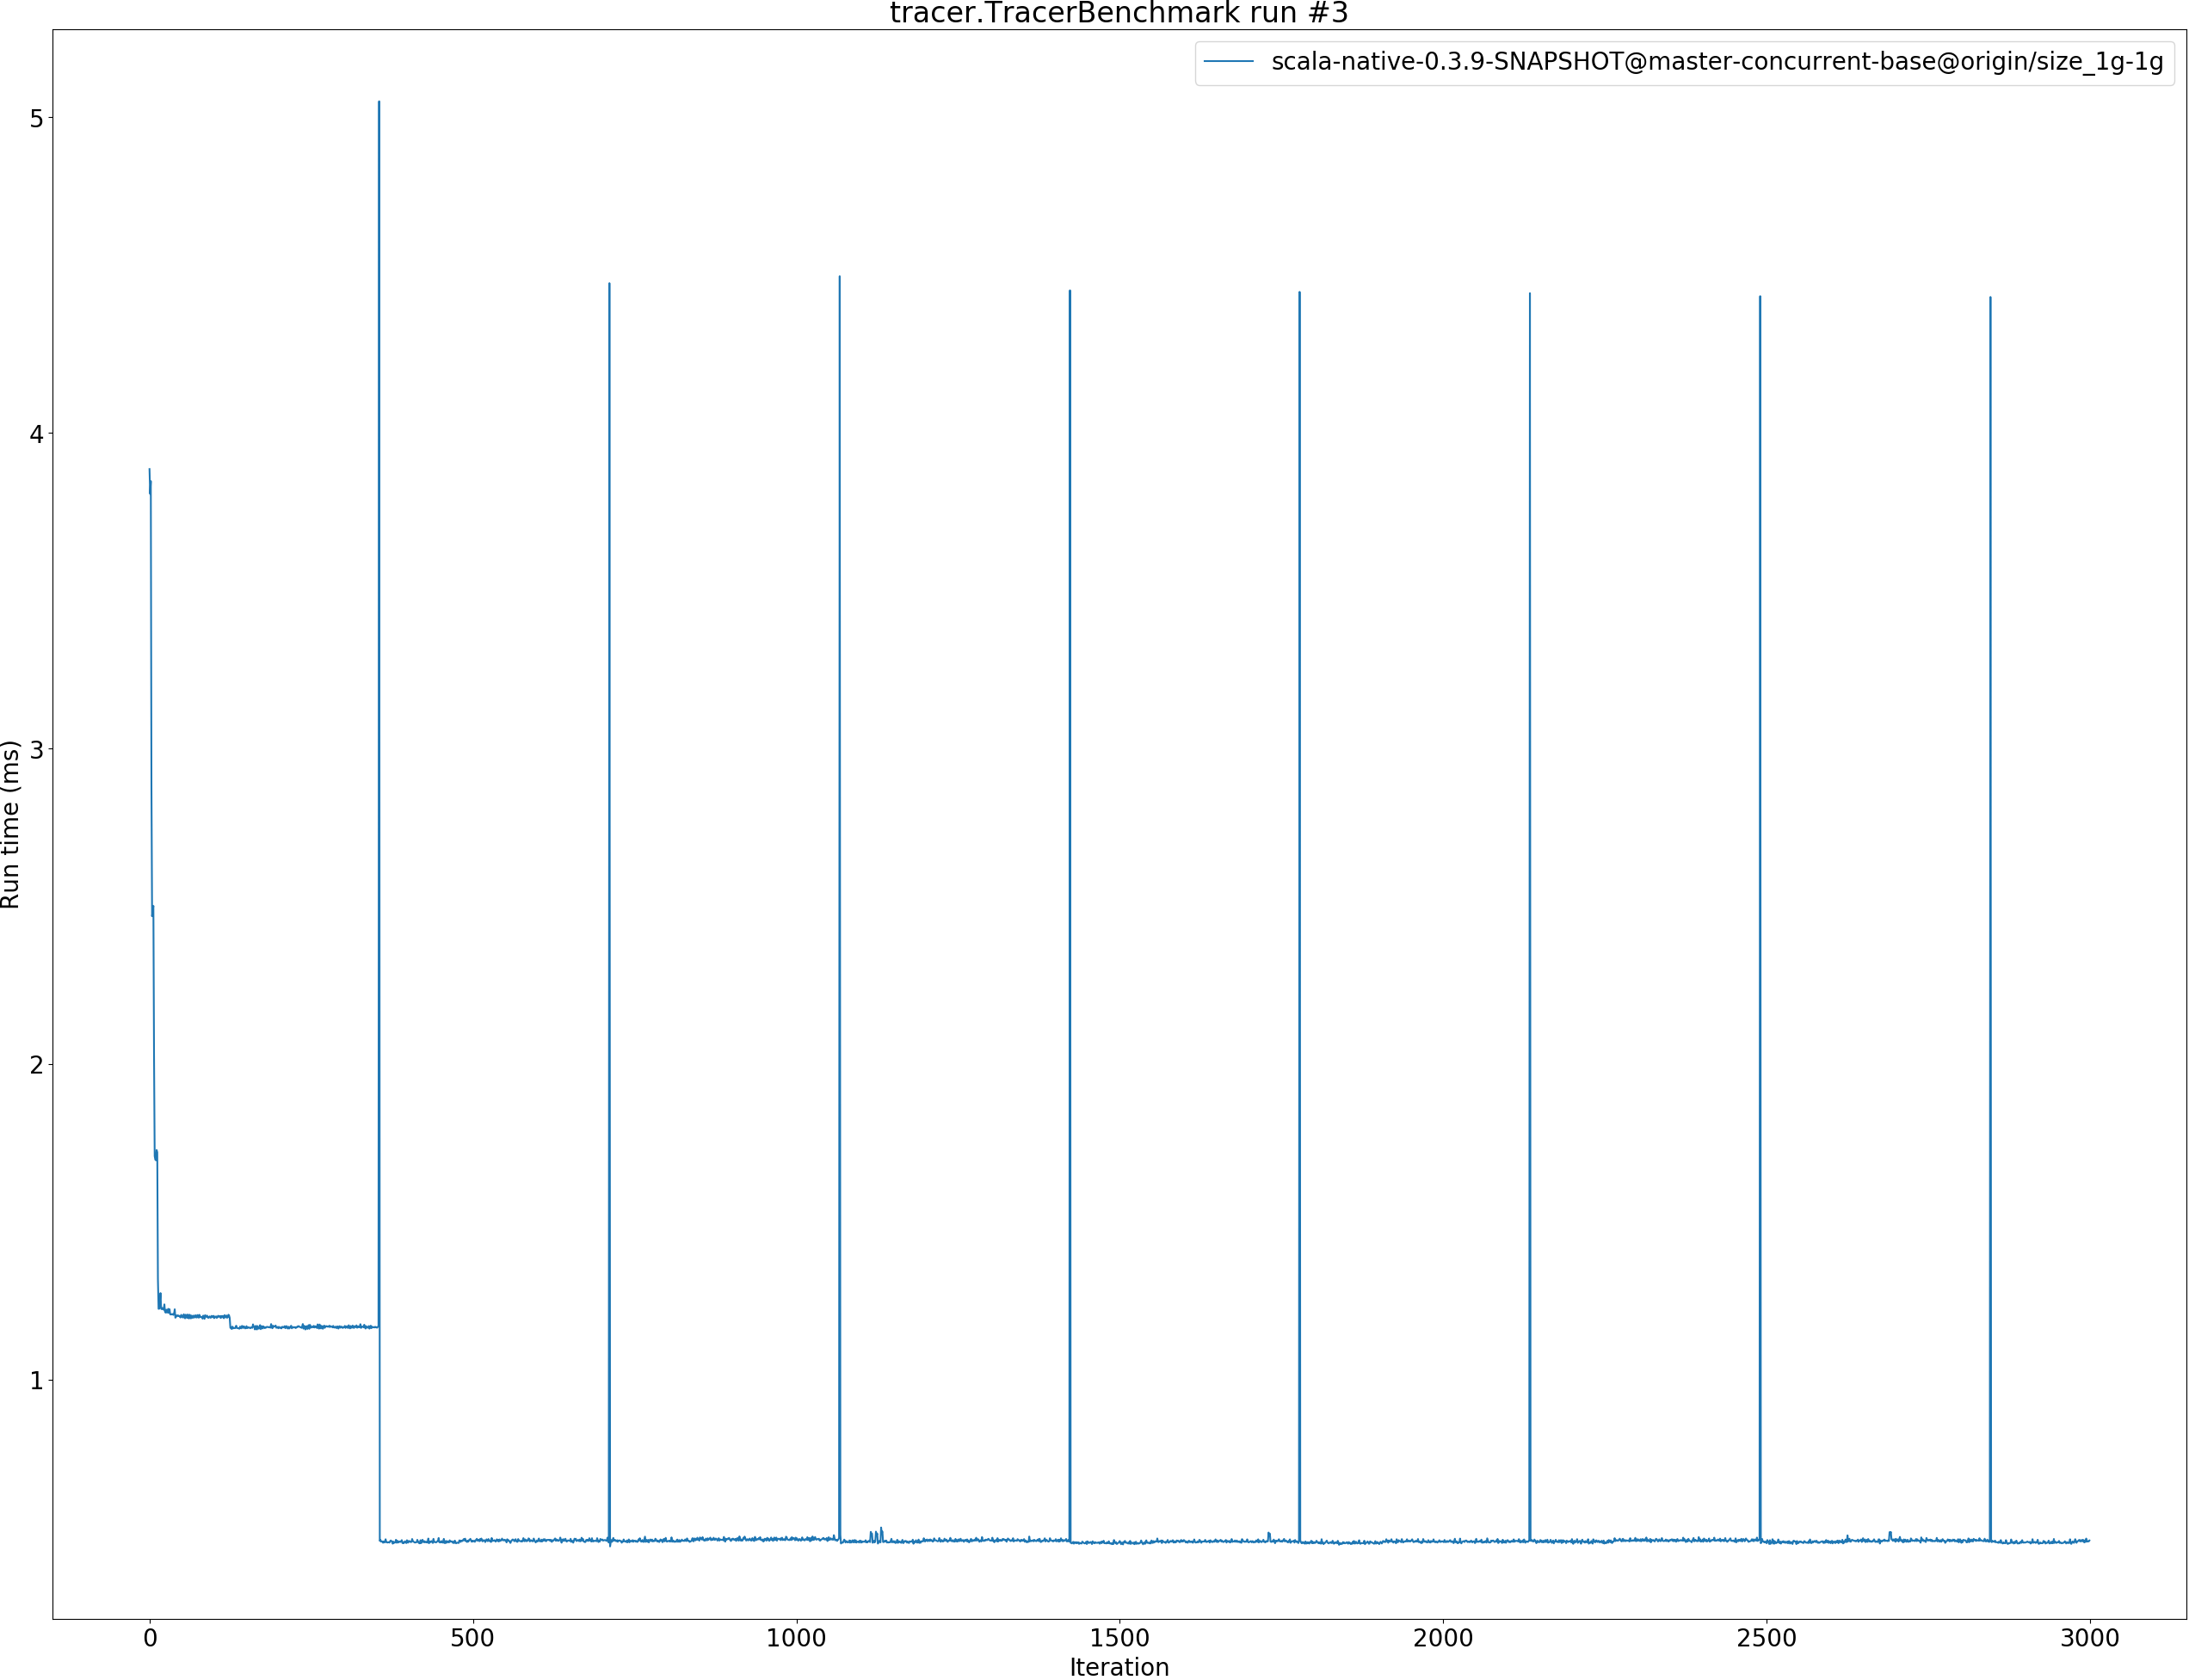 tracer.TracerBenchmark run #3
scala-native-0.3.9-SNAPSHOT@master-concurrent-base@origin/size_1g-1g
5
4
3
2
1
Run time (ms)
0 500 1000 1500 2000 2500 3000
Iteration